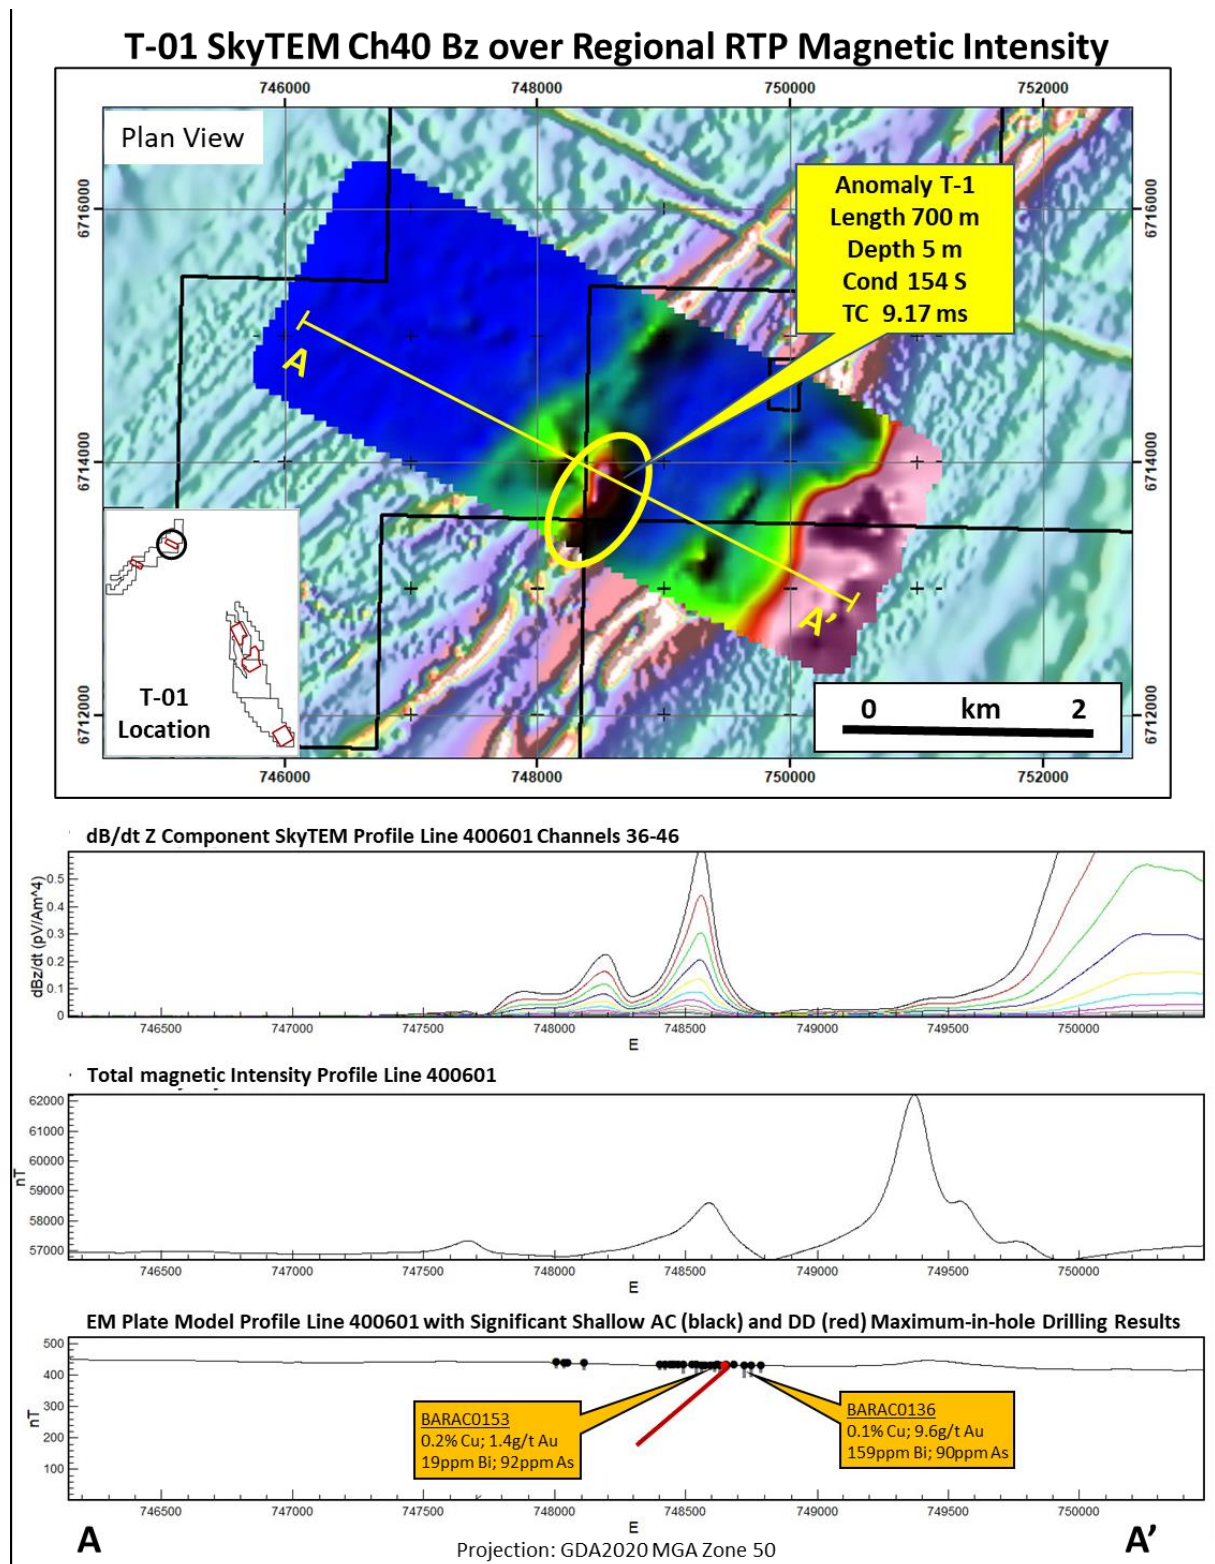 T-01 SkyTEM Ch40 Bz over Regional RTP Magnetic Intensity
746000 748000 750000 752000
Plan View
Anomaly T-1
Length 700 m
Depth 5 m
Cond 154 S
TC 9.17 ms
6716000 6716000
6714000 6714000
6712000 6712000
A
A’
T-01
Location
0 km 2
746000 748000 750000 752000
dB/dt Z Component SkyTEM Profile Line 400601 Channels 36-46
dBz/dt (pV/Am^4)
0.5
0.4
0.3
0.2
0.1
0
746500 747000 747500 748000 748500 749000 749500 750000
E
Total magnetic Intensity Profile Line 400601
nT
62000
61000
60000
59000
58000
57000
746500 747000 747500 748000 748500 749000 749500 750000
E
EM Plate Model Profile Line 400601 with Significant Shallow AC (black) and DD (red) Maximum-in-hole Drilling Results
nT
500
400
300
200
100
BARAC0153
0.2% Cu; 1.4g/t Au
19ppm Bi; 92ppm As
BARAC0136
0.1% Cu; 9.6g/t Au
159ppm Bi; 90ppm As
746500 747000 747500 748000 748500 749000 749500 750000
E
A A’
Projection: GDA2020 MGA Zone 50